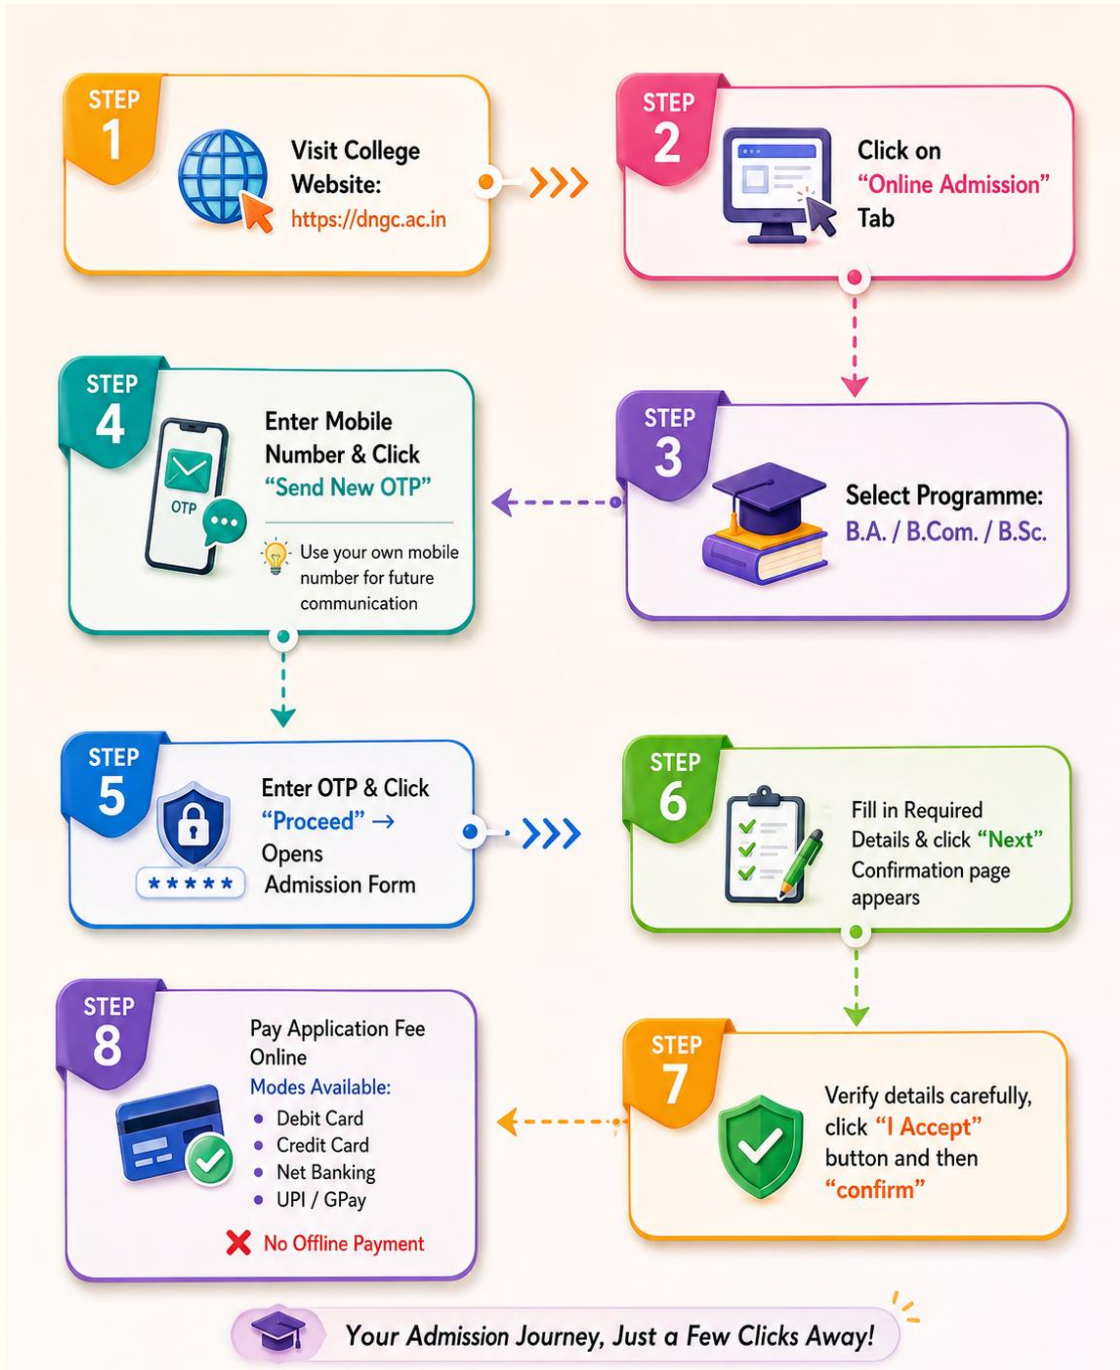 STEP
1
Visit College
Website:
https://dngc.ac.in
STEP
2
Click on
“Online Admission”
Tab
STEP
3
Select Programme:
B.A. / B.Com. / B.Sc.
STEP
4
OTP
Enter Mobile
Number & Click
“Send New OTP”
Use your own mobile
number for future
communication
STEP
5
*****
Enter OTP & Click
“Proceed” →
Opens
Admission Form
STEP
6
Fill in Required
Details & click “Next”
Confirmation page
appears
STEP
7
Verify details carefully,
click “I Accept”
button and then
“confirm”
STEP
8
Pay Application Fee
Online
Modes Available:
• Debit Card
• Credit Card
• Net Banking
• UPI / GPay
No Offline Payment
Your Admission Journey, Just a Few Clicks Away!